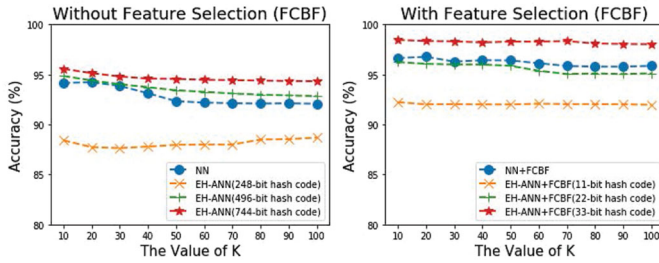 Without Feature Selection (FCBF)
100
95
90
85
80
Accuracy (%)
NN
EH-ANN(248-bit hash code)
EH-ANN(496-bit hash code)
EH-ANN(744-bit hash code)
10 20 30 40 50 60 70 80 90 100
The Value of K
With Feature Selection (FCBF)
100
95
90
85
80
Accuracy (%)
NN+FCBF
EH-ANN+FCBF(11-bit hash code)
EH-ANN+FCBF(22-bit hash code)
EH-ANN+FCBF(33-bit hash code)
10 20 30 40 50 60 70 80 90 100
The Value of K